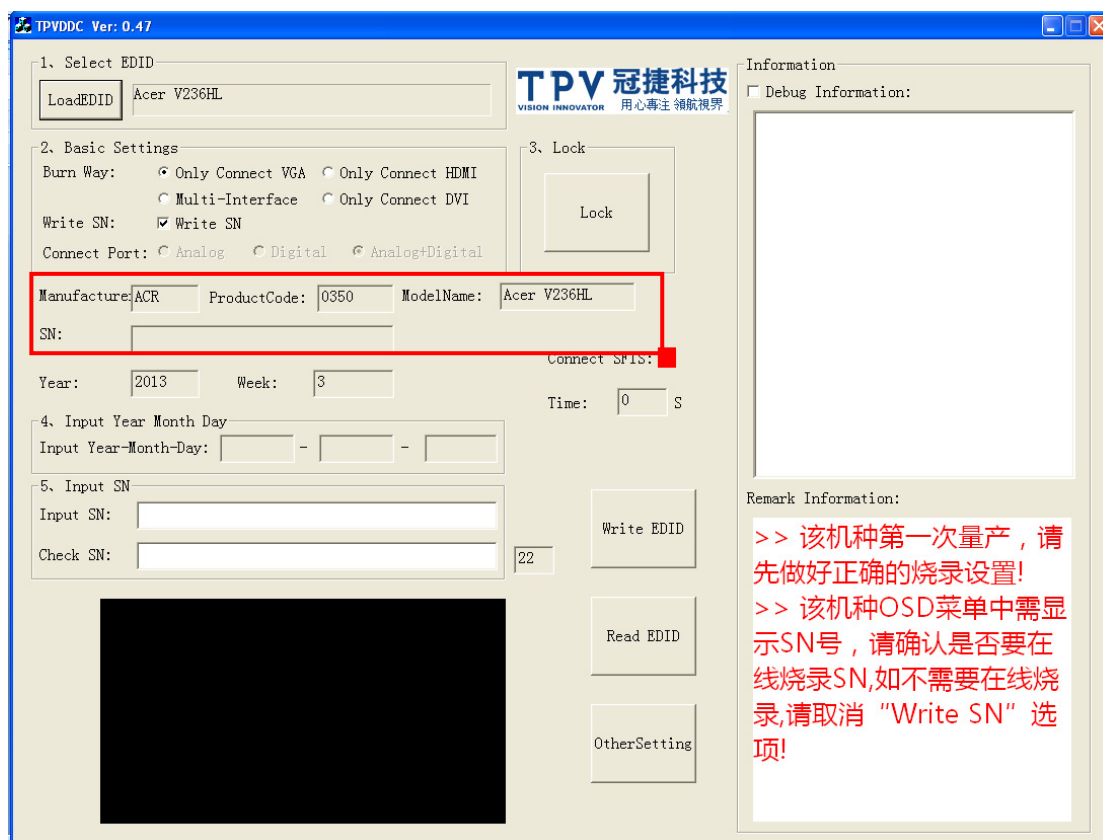 TPVDDC Ver: 0.47
1、Select EDID
LoadEDID Acer V236HL
TPV 冠捷科技
VISION INNOVATOR 用心專注 領航視界
2、Basic Settings
Burn Way: Only Connect VGA Only Connect HDMI
Multi-Interface Only Connect DVI
Write SN: Write SN
Connect Port: Analog Digital Analog+Digital
3、Lock
Lock
Manufacture: ACR ProductCode: 0350 ModelName: Acer V236HL
SN:
Connect SFIS:
Year: 2013 Week: 3
Time: 0 S
4、Input Year Month Day
Input Year-Month-Day: - -
5、Input SN
Input SN:
Check SN:
22
Write EDID
Read EDID
OtherSetting
Information
Debug Information:
Remark Information:
>> 该机种第一次量产，请
先做好正确的烧录设置!
>> 该机种OSD菜单中需显
示SN号，请确认是否要在
线烧录SN,如不需要在线烧
录,请取消“Write SN”选
项!